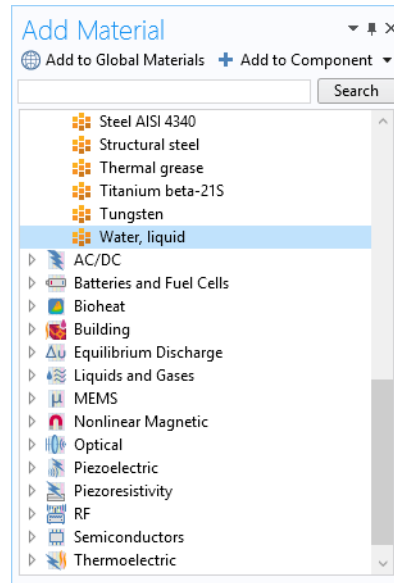 Add Material
Add to Global Materials + Add to Component
Search
Steel AISI 4340
Structural steel
Thermal grease
Titanium beta-21S
Tungsten
Water, liquid
AC/DC
Batteries and Fuel Cells
Bioheat
Building
Δυ Equilibrium Discharge
Liquids and Gases
μ MEMS
Nonlinear Magnetic
Optical
Piezoelectric
Piezoresistivity
RF
Semiconductors
Thermoelectric